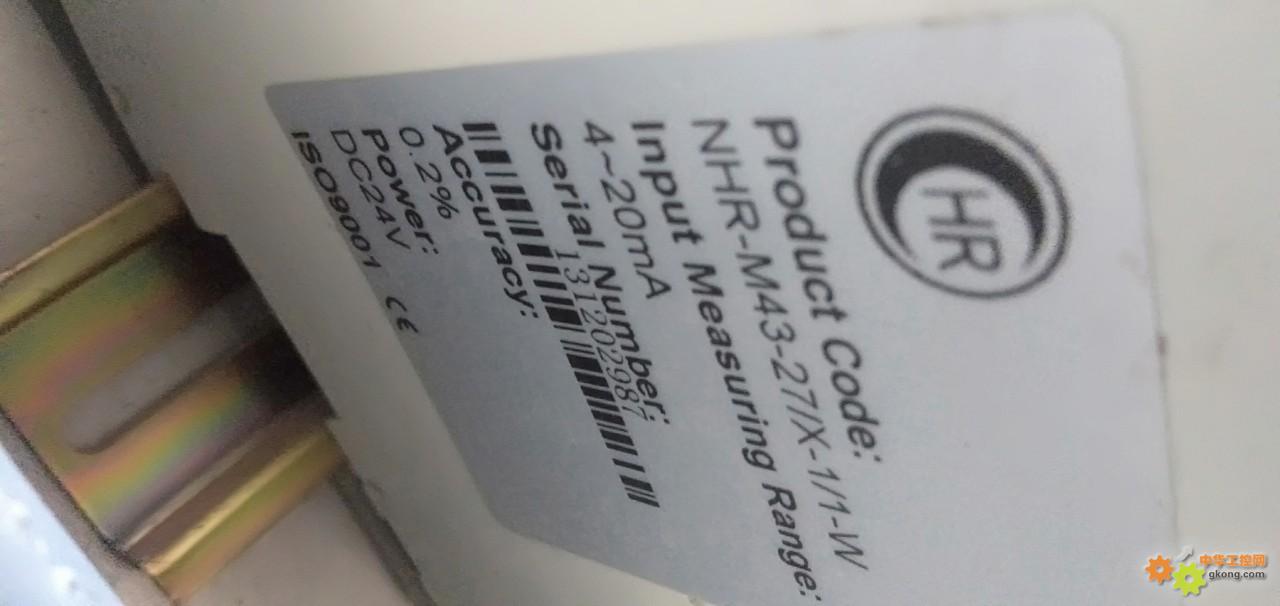 HR
Product Code:
NHR-M43-27/X-1/1-W
Input Measuring Range:
4~20mA
Serial Number:
131202987
Accuracy:
0.2%
Power:
DC24V
ISO9001 CE
中华工控网
gkong.com